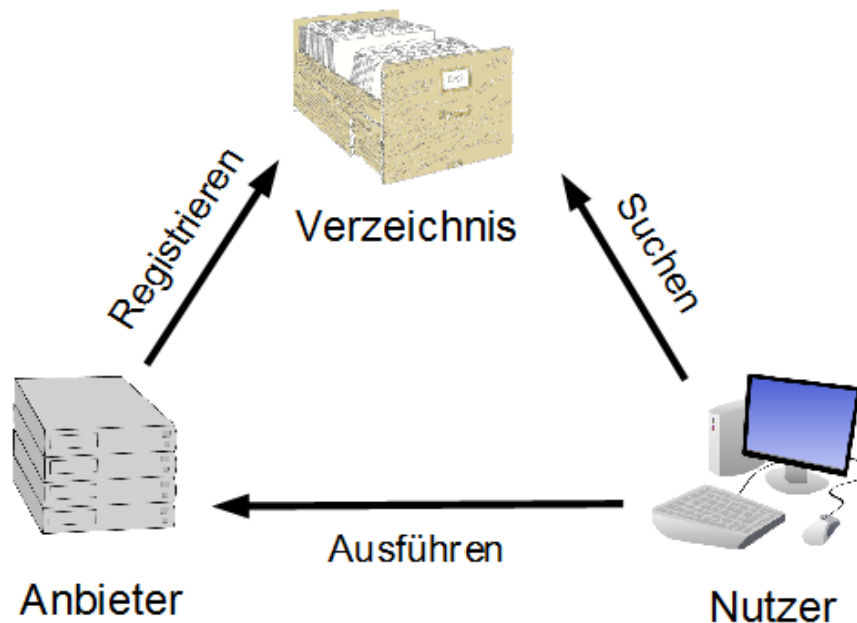 Verzeichnis
Registrieren
Suchen
Ausführen
Anbieter
Nutzer